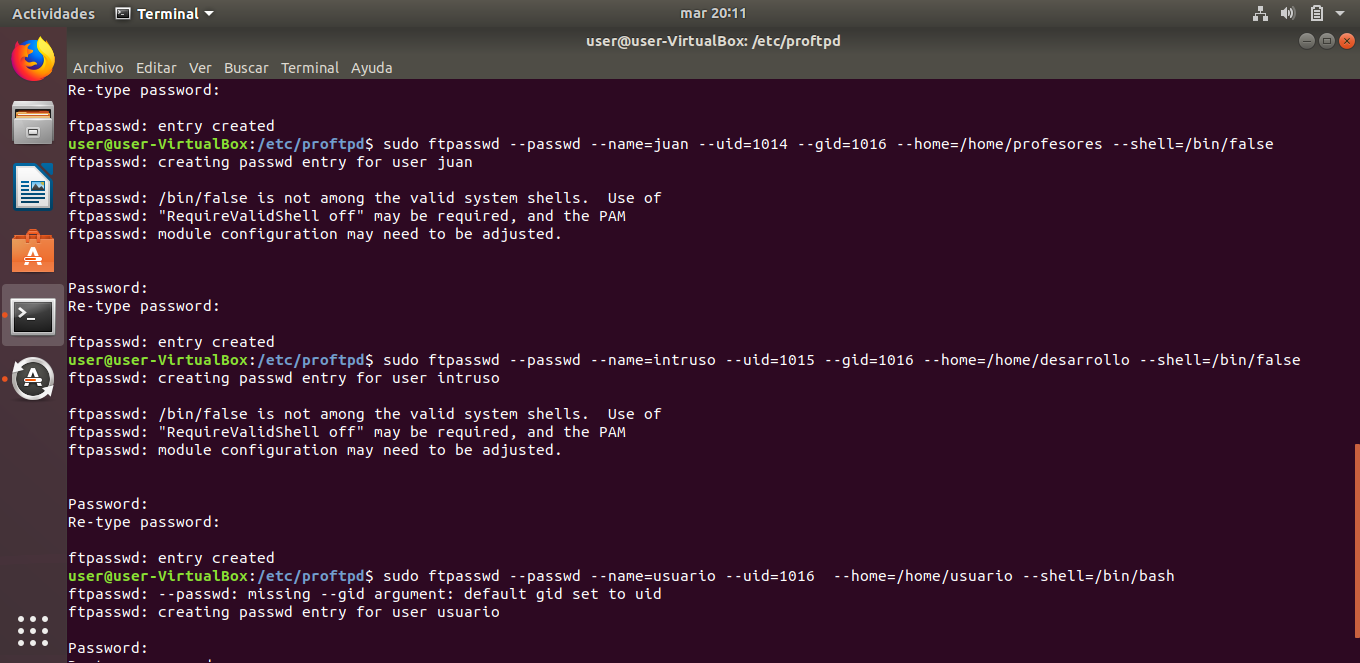 Actividades Terminal mar 20:11
user@user-VirtualBox: /etc/proftpd
Archivo Editar Ver Buscar Terminal Ayuda
Re-type password:
ftpasswd: entry created
user@user-VirtualBox:/etc/proftpd$ sudo ftpasswd --passwd --name=juan --uid=1014 --gid=1016 --home=/home/profesores --shell=/bin/false
ftpasswd: creating passwd entry for user juan
ftpasswd: /bin/false is not among the valid system shells.  Use of
ftpasswd: "RequireValidShell off" may be required, and the PAM
ftpasswd: module configuration may need to be adjusted.
Password:
Re-type password:
ftpasswd: entry created
user@user-VirtualBox:/etc/proftpd$ sudo ftpasswd --passwd --name=intruso --uid=1015 --gid=1016 --home=/home/desarrollo --shell=/bin/false
ftpasswd: creating passwd entry for user intruso
ftpasswd: /bin/false is not among the valid system shells.  Use of
ftpasswd: "RequireValidShell off" may be required, and the PAM
ftpasswd: module configuration may need to be adjusted.
Password:
Re-type password:
ftpasswd: entry created
user@user-VirtualBox:/etc/proftpd$ sudo ftpasswd --passwd --name=usuario --uid=1016  --home=/home/usuario --shell=/bin/bash
ftpasswd: --passwd: missing --gid argument: default gid set to uid
ftpasswd: creating passwd entry for user usuario
Password: